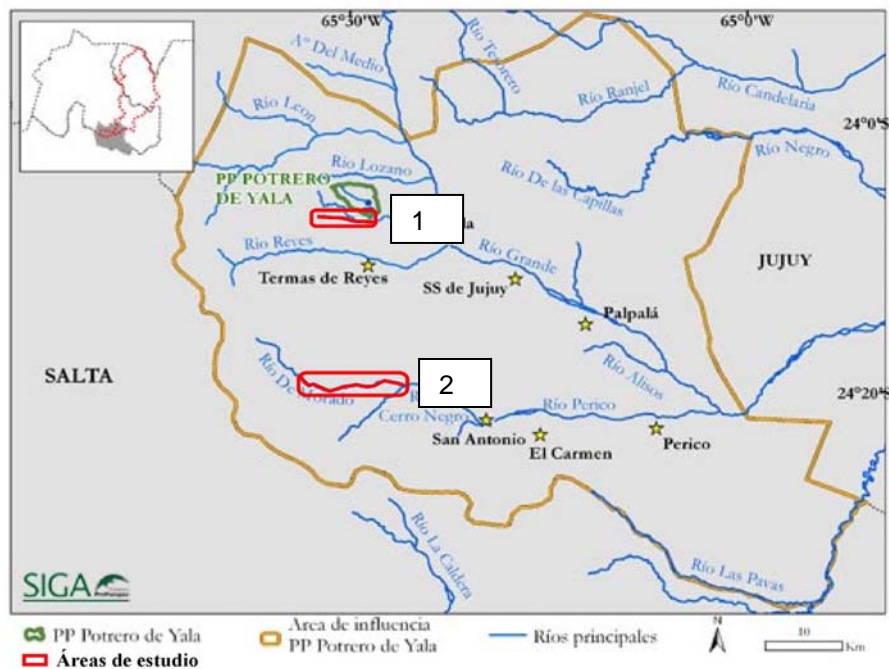 65°30'W
65°0'W
Aº Del Medio
Río Tesorero
Río Ranjel
Río Candelaria
24°0'S
Río Leon
Río Negro
Río Lozano
Río De las Capillas
PP POTRERO
DE YALA
1
la
Río Reyes
Río Grande
JUJUY
Termas de Reyes
SS de Jujuy
Palpalá
SALTA
2
Río De Morado
Río Alisos
24°20'S
R
Río Perico
Cerro Negro
San Antonio
El Carmen
Perico
Río La Caldera
Río Las Pavas
SIGA
PP Potrero de Yala
Area de influencia
PP Potrero de Yala
Ríos principales
N
10
Km
Áreas de estudio